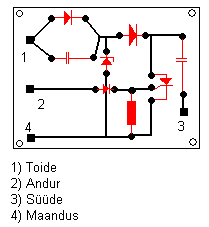 1
2
3
4
1) Toide
2) Andur
3) Süüde
4) Maandus